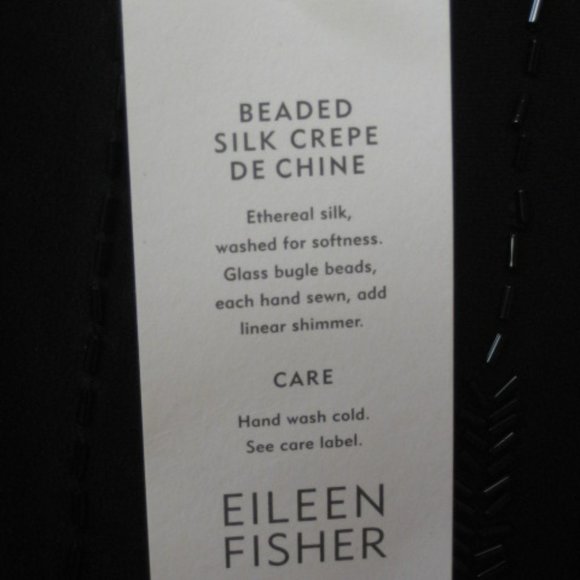 BEADED
SILK CREPE
DE CHINE
Ethereal silk,
washed for softness.
Glass bugle beads,
each hand sewn, add
linear shimmer.
CARE
Hand wash cold.
See care label.
EILEEN
FISHER